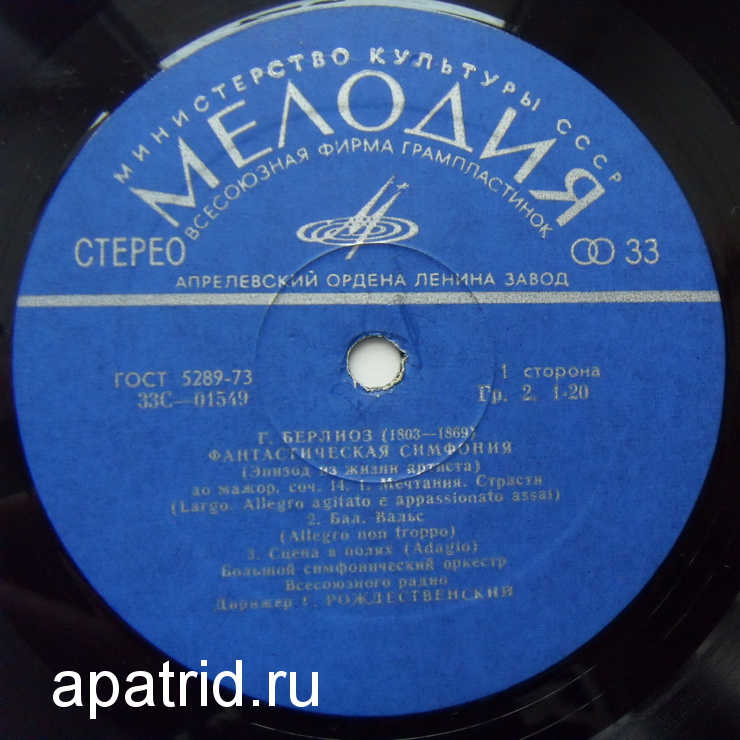 МИНИСТЕРСТВО КУЛЬТУРЫ СССР
МЕЛОДИЯ
ВСЕСОЮЗНАЯ ФИРМА ГРАМПЛАСТИНОК
СТЕРЕО
33
АПРЕЛЕВСКИЙ ОРДЕНА ЛЕНИНА ЗАВОД
ГОСТ 5289-73
1 сторона
33С—01549
Гр. 2. 1-20
Г. БЕРЛИОЗ (1803—1869)
ФАНТАСТИЧЕСКАЯ СИМФОНИЯ
(Эпизод из жизни артиста)
до мажор, соч. 14. 1. Мечтания. Страсти
(Largo. Allegro agitato e appassionato assai)
2. Бал. Вальс
(Allegro non troppo)
3. Сцена в полях (Adagio)
Большой симфонический оркестр
Всесоюзного радио
Дирижер Г. РОЖДЕСТВЕНСКИЙ
apatrid.ru